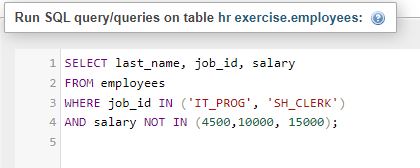 Run SQL query/queries on table hr exercise.employees:
1 SELECT last_name, job_id, salary
2 FROM employees
3 WHERE job_id IN ('IT_PROG', 'SH_CLERK')
4 AND salary NOT IN (4500,10000, 15000);
5